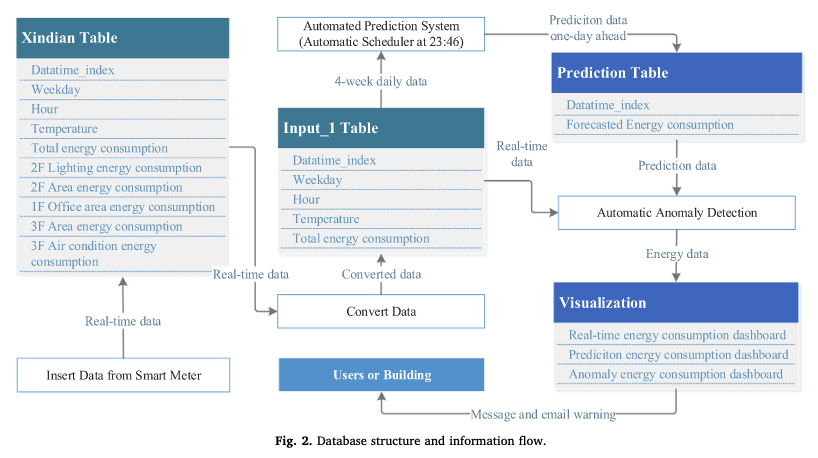 Xindian Table
Datatime_index
Weekday
Hour
Temperature
Total energy consumption
2F Lighting energy consumption
2F Area energy consumption
1F Office area energy consumption
3F Area energy consumption
3F Air condition energy
consumption
Real-time data
Insert Data from Smart Meter
Automated Prediction System
(Automatic Scheduler at 23:46)
4-week daily data
Input_1 Table
Datatime_index
Weekday
Hour
Temperature
Total energy consumption
Real-time data
Converted data
Convert Data
Users or Building
Prediciton data
one-day ahead
Prediction Table
Datatime_index
Forecasted Energy consumption
Real-time
data
Prediction data
Automatic Anomaly Detection
Energy data
Visualization
Real-time energy consumption dashboard
Prediciton energy consumption dashboard
Anomaly energy consumption dashboard
Message and email warning
Fig. 2. Database structure and information flow.